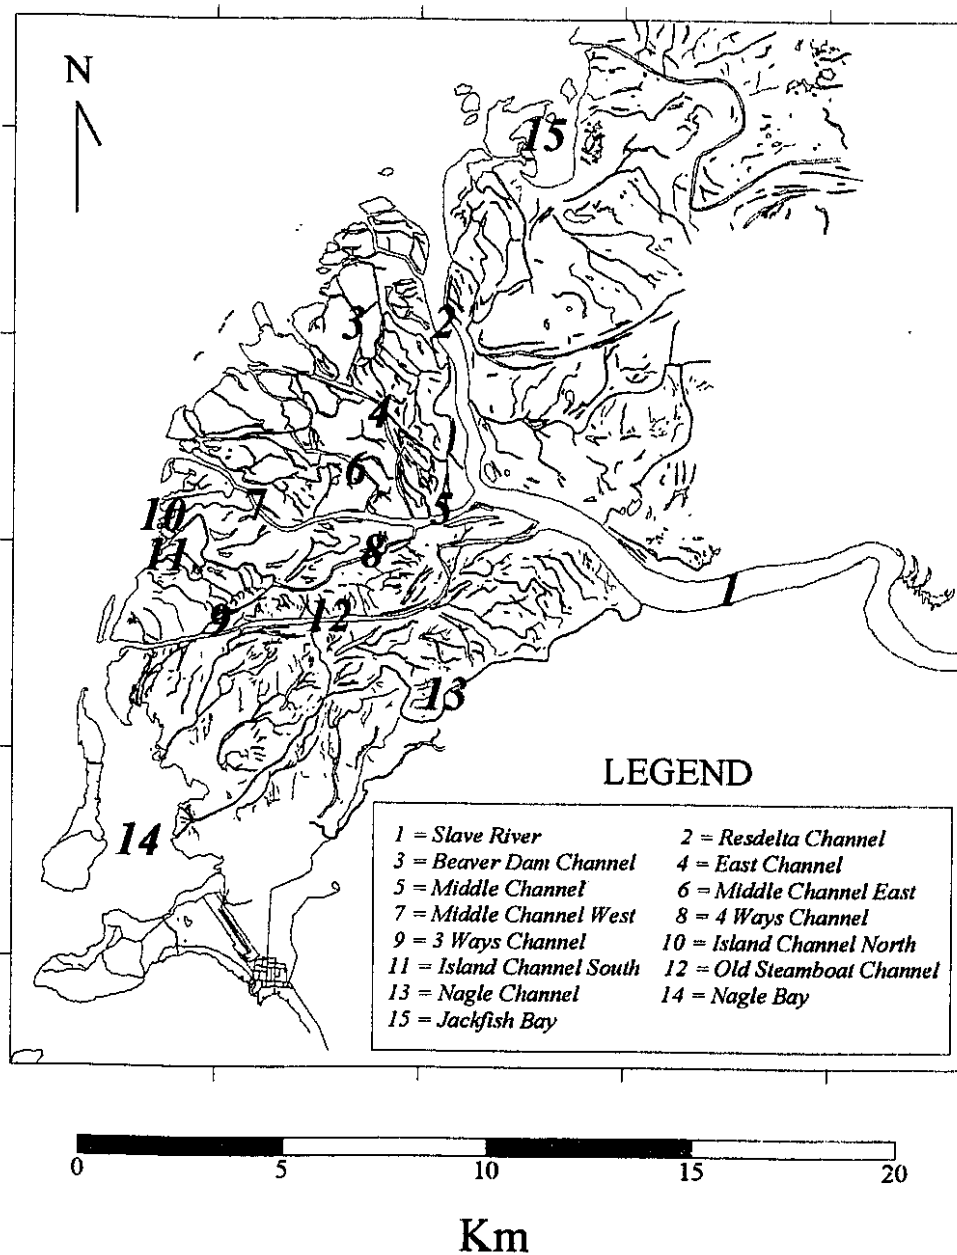 N
15
3
2
4
6
5
7
10
11
8
9
12
1
13
14
LEGEND
1 = Slave River 2 = Resdelta Channel
3 = Beaver Dam Channel 4 = East Channel
5 = Middle Channel 6 = Middle Channel East
7 = Middle Channel West 8 = 4 Ways Channel
9 = 3 Ways Channel 10 = Island Channel North
11 = Island Channel South 12 = Old Steamboat Channel
13 = Nagle Channel 14 = Nagle Bay
15 = Jackfish Bay
0 5 10 15 20
Km